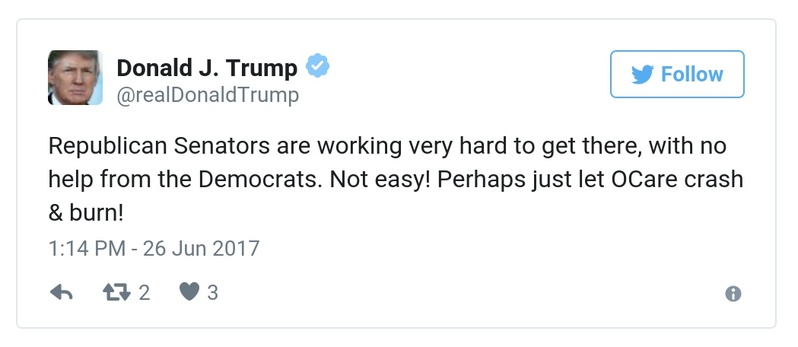 Donald J. Trump
@realDonaldTrump
Follow
Republican Senators are working very hard to get there, with no
help from the Democrats. Not easy! Perhaps just let OCare crash
& burn!
1:14 PM - 26 Jun 2017
2 3